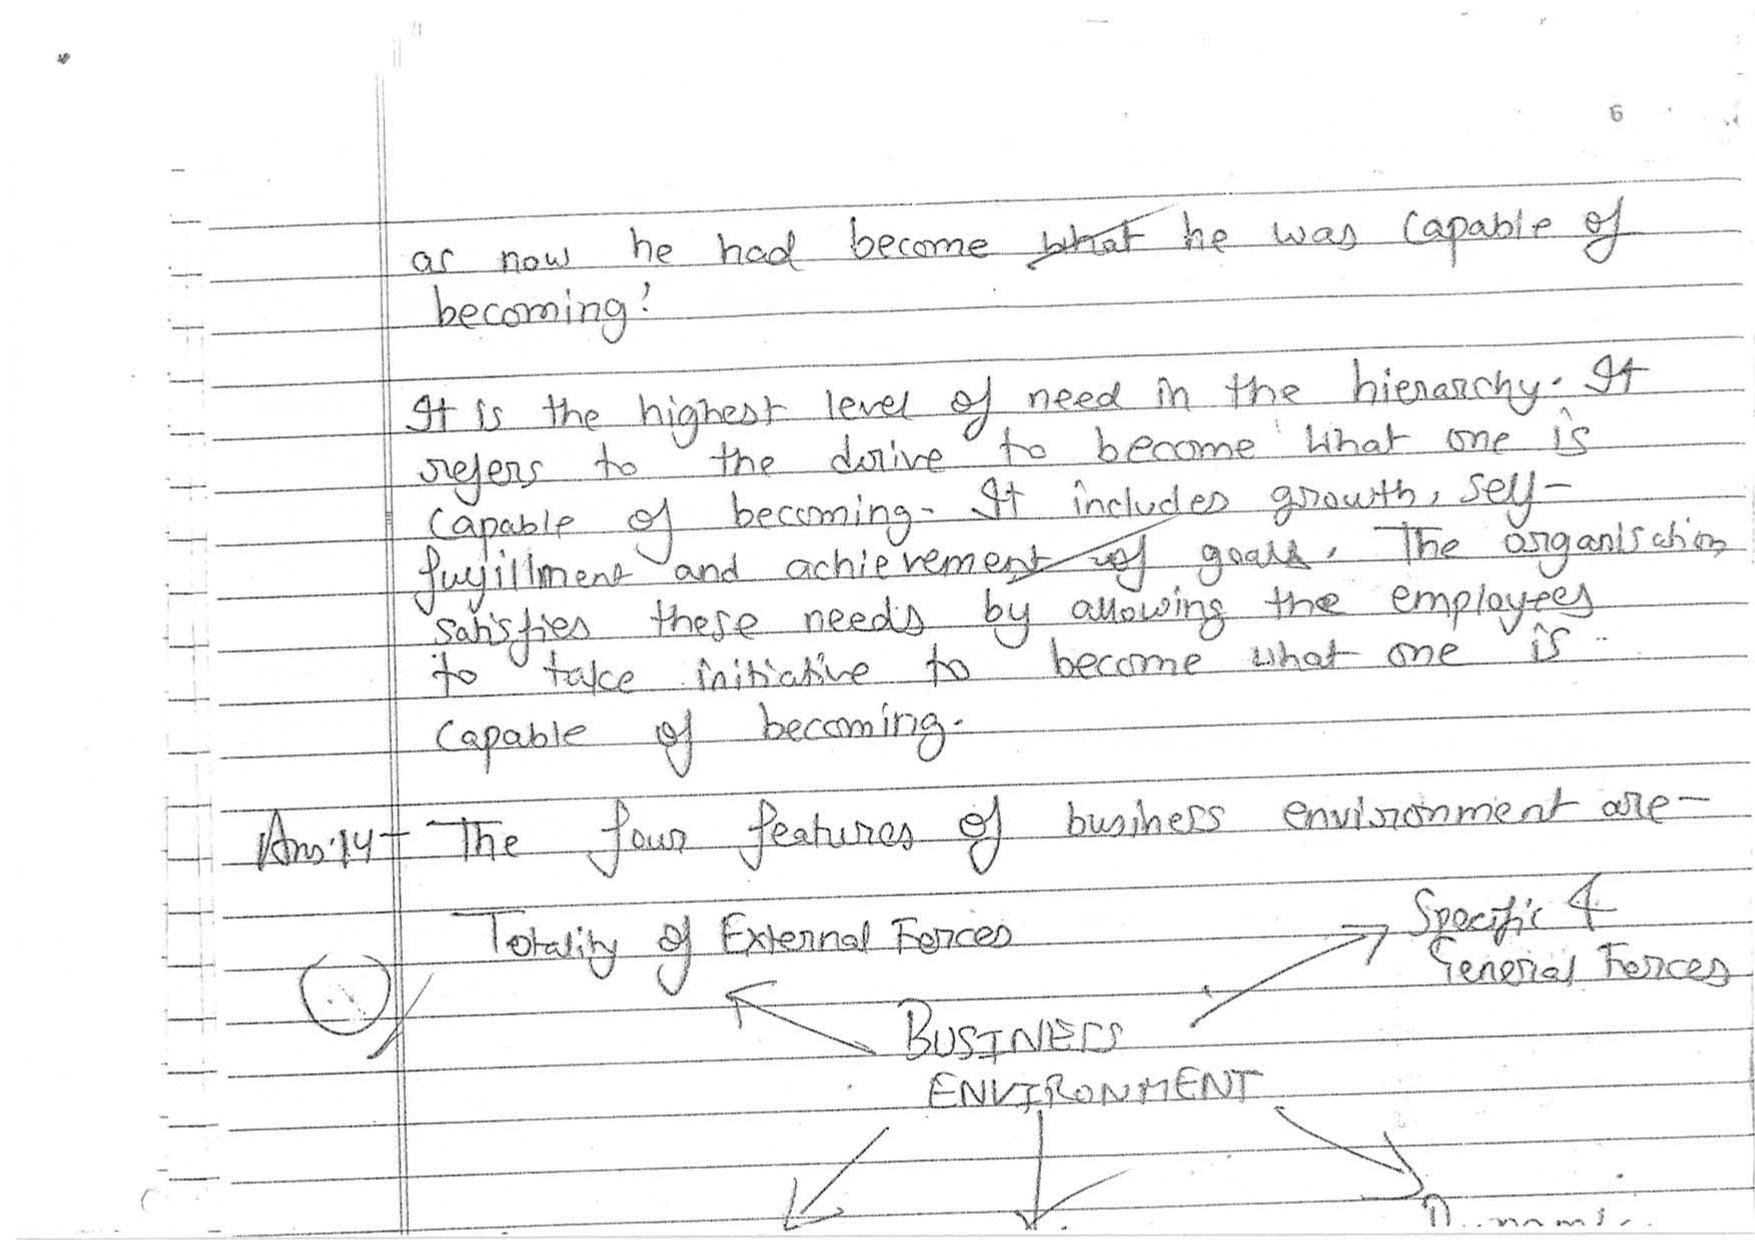 6
as now he had become what he was capable of
becoming!
It is the highest level of need in the hierarchy. It
refers to the drive to become what one is
capable of becoming. It includes growth, self-
fulfillment and achievement of goals. The organisation
satisfies these needs by allowing the employees
to take initiative to become what one is
capable of becoming.
Ans.14- The four features of business environment are-
Totality of External Forces
Specific &
General Forces
BUSINESS
ENVIRONMENT